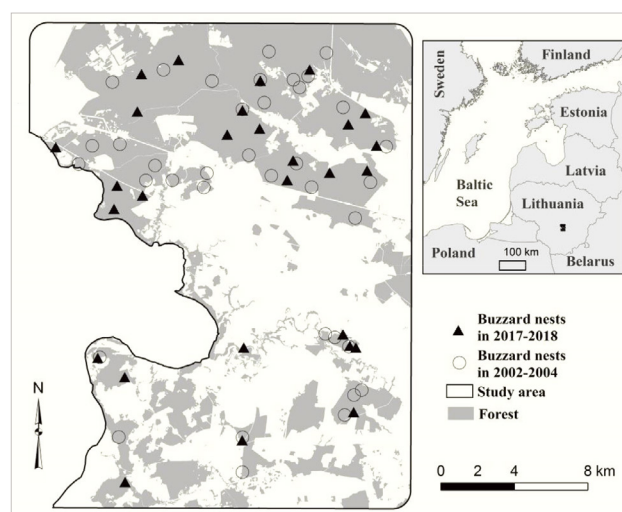 Sweden
Finland
Estonia
Latvia
Baltic
Sea
Lithuania
Poland
100 km
Belarus
Buzzard nests
in 2017-2018
Buzzard nests
in 2002-2004
Study area
Forest
N
0 2 4 8 km